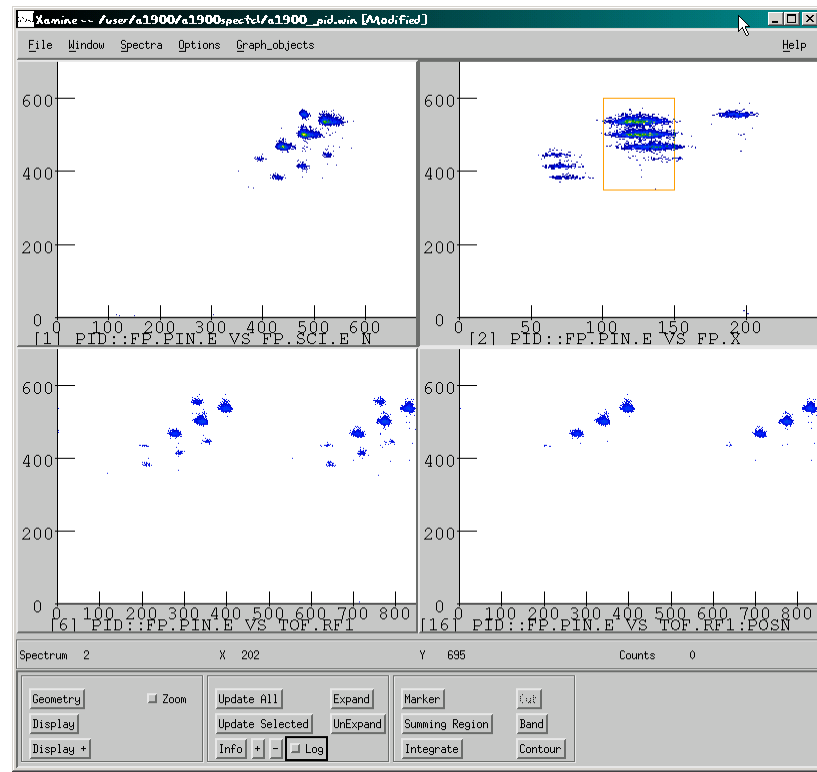 Xamine -- /user/a1900/a1900spectcl/a1900_pid.win [Modified]
File Window Spectra Options Graph_objects Help
600
400
200
0
0 100 200 300 400 500 600
[1] PID::FP.PIN.E VS FP.SCI.E N
600
400
200
0
0 50 100 150 200
[2] PID::FP.PIN.E VS FP.X
600
400
200
0
0 100 200 300 400 500 600 700 800
[6] PID::FP.PIN.E VS TOF.RF1
600
400
200
0
0 100 200 300 400 500 600 700 800
[16] PID::FP.PIN.E VS TOF.RF1:POSN
Spectrum 2 X 202 Y 695 Counts 0
Geometry Zoom Update All Expand Marker Cut
Display Update Selected UnExpand Summing Region Band
Display + Info + - Log Integrate Contour